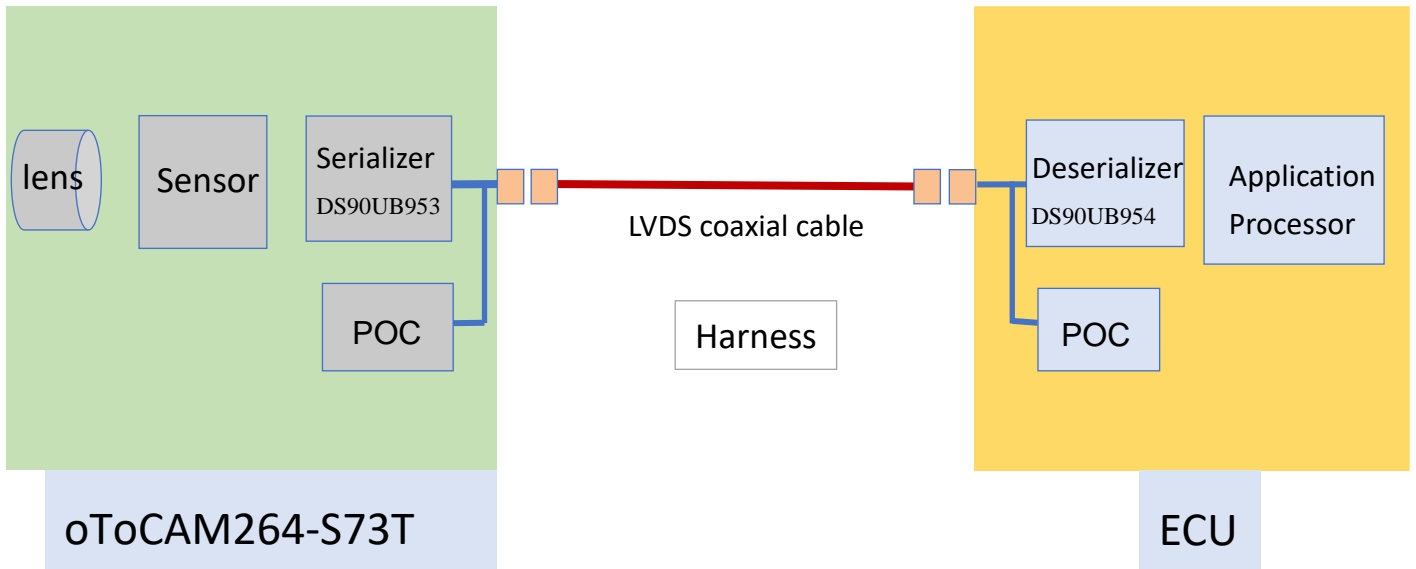 lens
Sensor
Serializer
DS90UB953
POC
LVDS coaxial cable
Harness
Deserializer
DS90UB954
Application
Processor
POC
oToCAM264-S73T
ECU